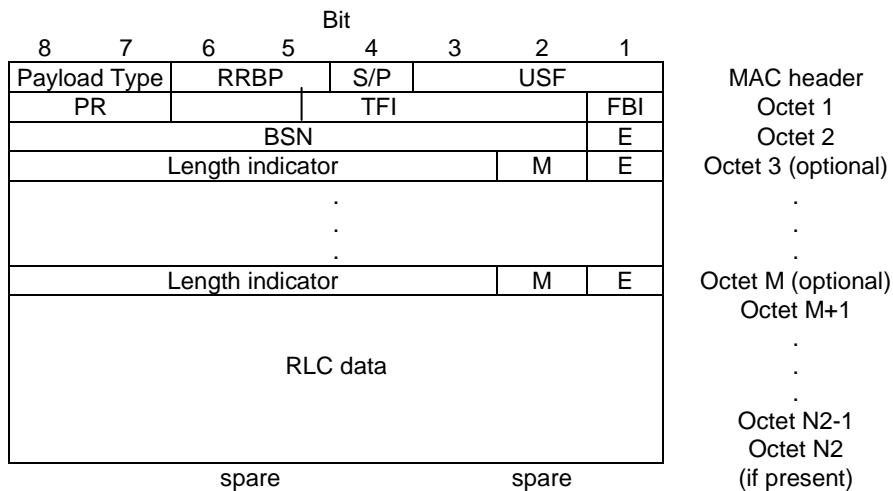 Bit
8 7 6 5 4 3 2 1
Payload Type RRBP S/P USF MAC header
PR TFI FBI Octet 1
BSN E Octet 2
Length indicator M E Octet 3 (optional)
. .
. .
. .
Length indicator M E Octet M (optional)
Octet M+1
.
RLC data .
.
Octet N2-1
Octet N2
spare spare (if present)